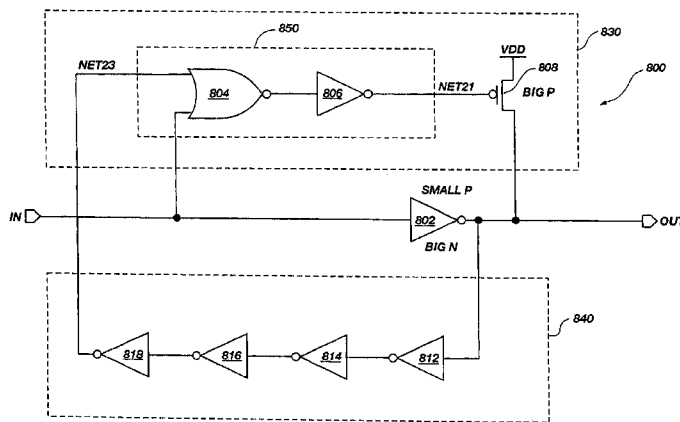 850
830
800
NET23
VDD
808
804
806
NET21
BIG P
SMALL P
IN
802
OUT
BIG N
840
818
816
814
812